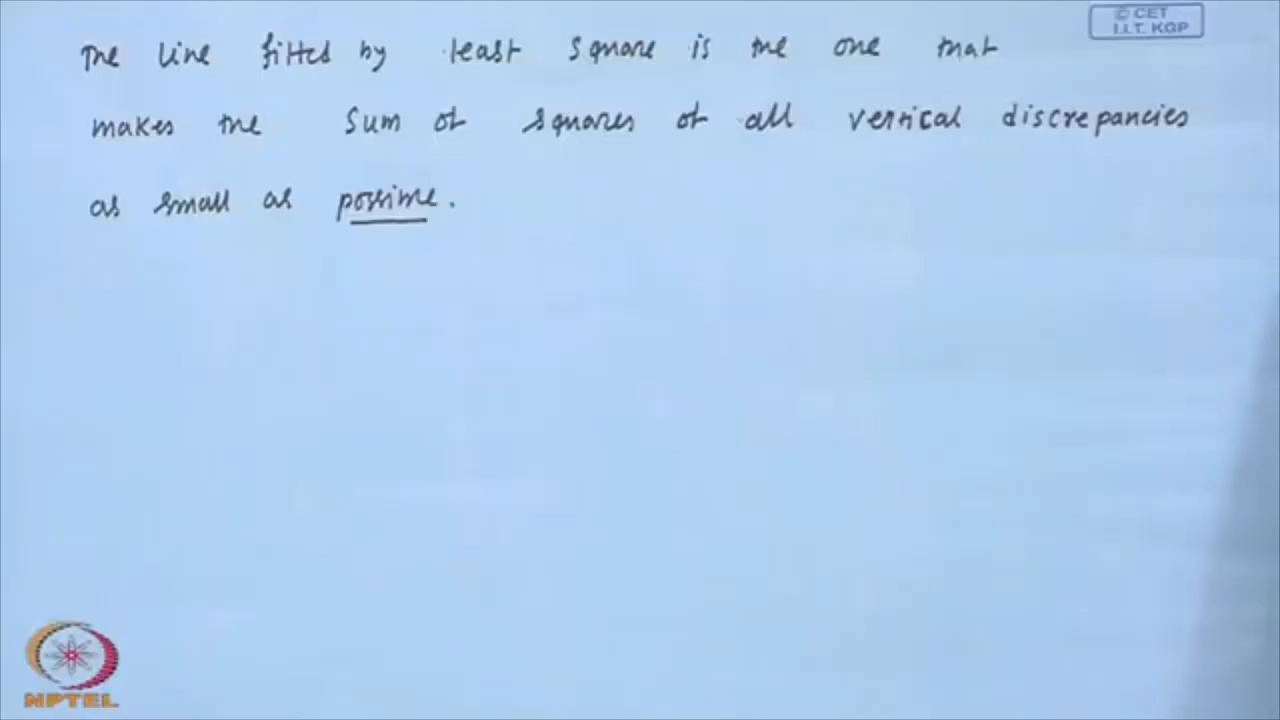 © CET
I.I.T. KGP
The line fitted by least square is the one that
makes the sum of squares of all vertical discrepancies
as small as possible.
NPTEL